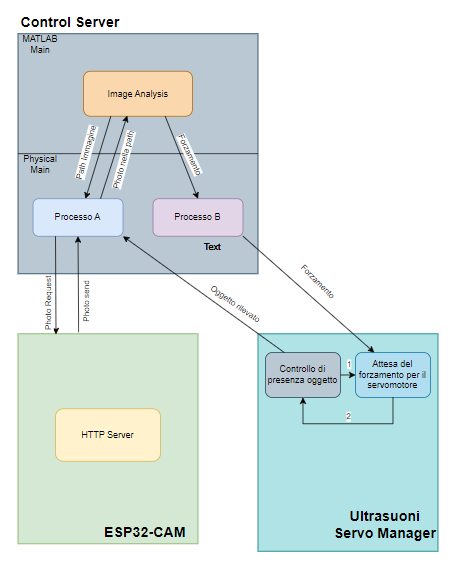 Control Server
MATLAB
Main
Image Analysis
Path Immagine
Photo nella path
Forzamento
Physical
Main
Processo A
Processo B
Text
Photo Request
Photo send
Oggetto rilevato
Forzamento
HTTP Server
ESP32-CAM
Controllo di
presenza oggetto
1
Attesa del
forzamento per il
servomotore
2
Ultrasuoni
Servo Manager